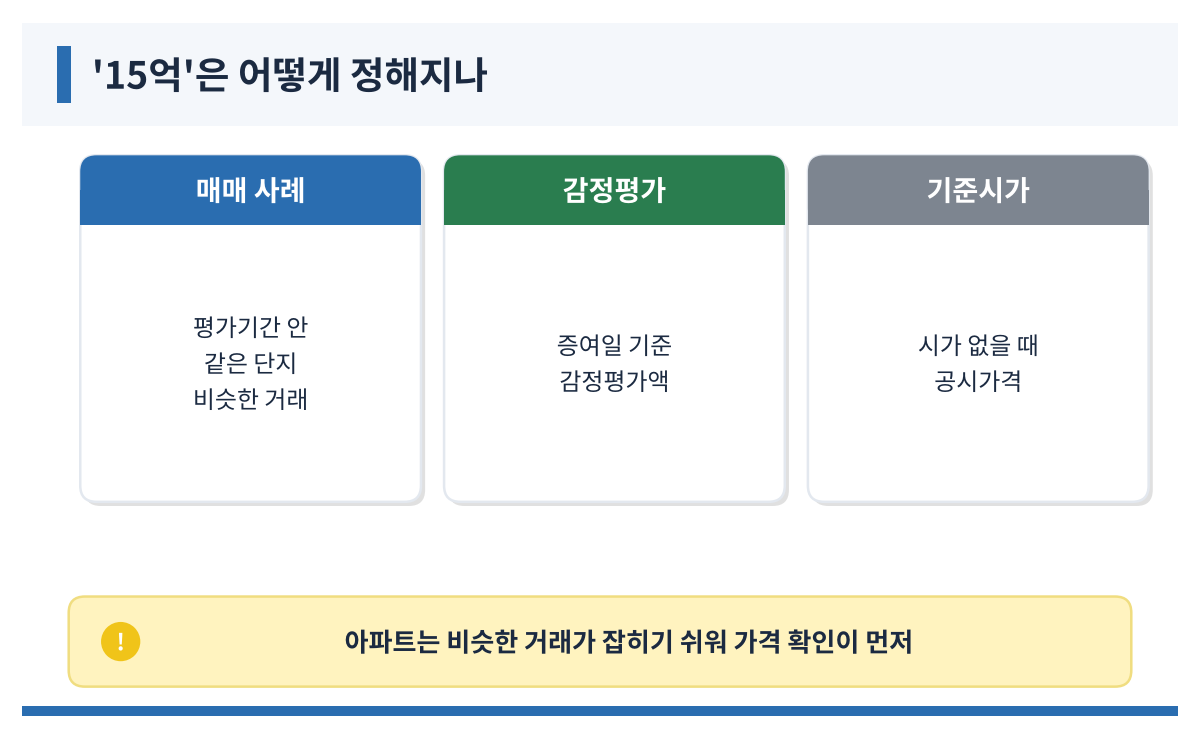 '15억'은 어떻게 정해지나
매매 사례
평가기간 안
같은 단지
비슷한 거래
감정평가
증여일 기준
감정평가액
기준시가
시가 없을 때
공시가격
!
아파트는 비슷한 거래가 잡히기 쉬워 가격 확인이 먼저